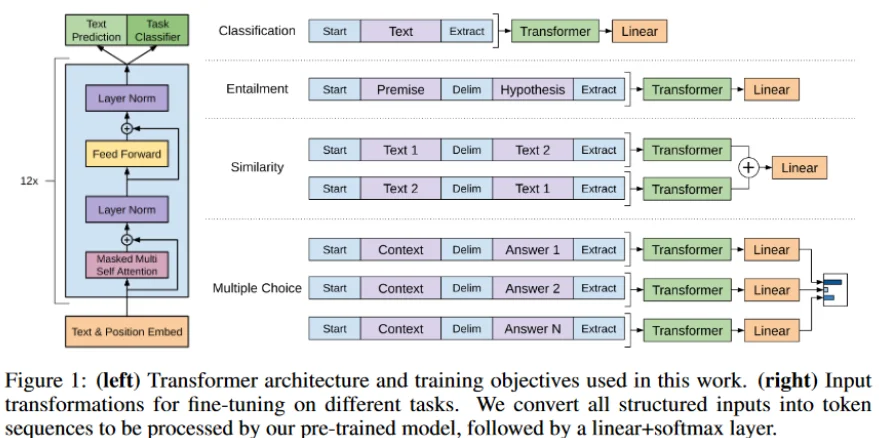 Text
Prediction
Task
Classifier
12x
Layer Norm
Feed Forward
Layer Norm
Masked Multi
Self Attention
Text & Position Embed
Classification
Start Text Extract Transformer Linear
Entailment
Start Premise Delim Hypothesis Extract Transformer Linear
Similarity
Start Text 1 Delim Text 2 Extract Transformer
Start Text 2 Delim Text 1 Extract Transformer
Linear
Multiple Choice
Start Context Delim Answer 1 Extract Transformer Linear
Start Context Delim Answer 2 Extract Transformer Linear
Start Context Delim Answer N Extract Transformer Linear
Figure 1: (left) Transformer architecture and training objectives used in this work. (right) Input
transformations for fine-tuning on different tasks. We convert all structured inputs into token
sequences to be processed by our pre-trained model, followed by a linear+softmax layer.